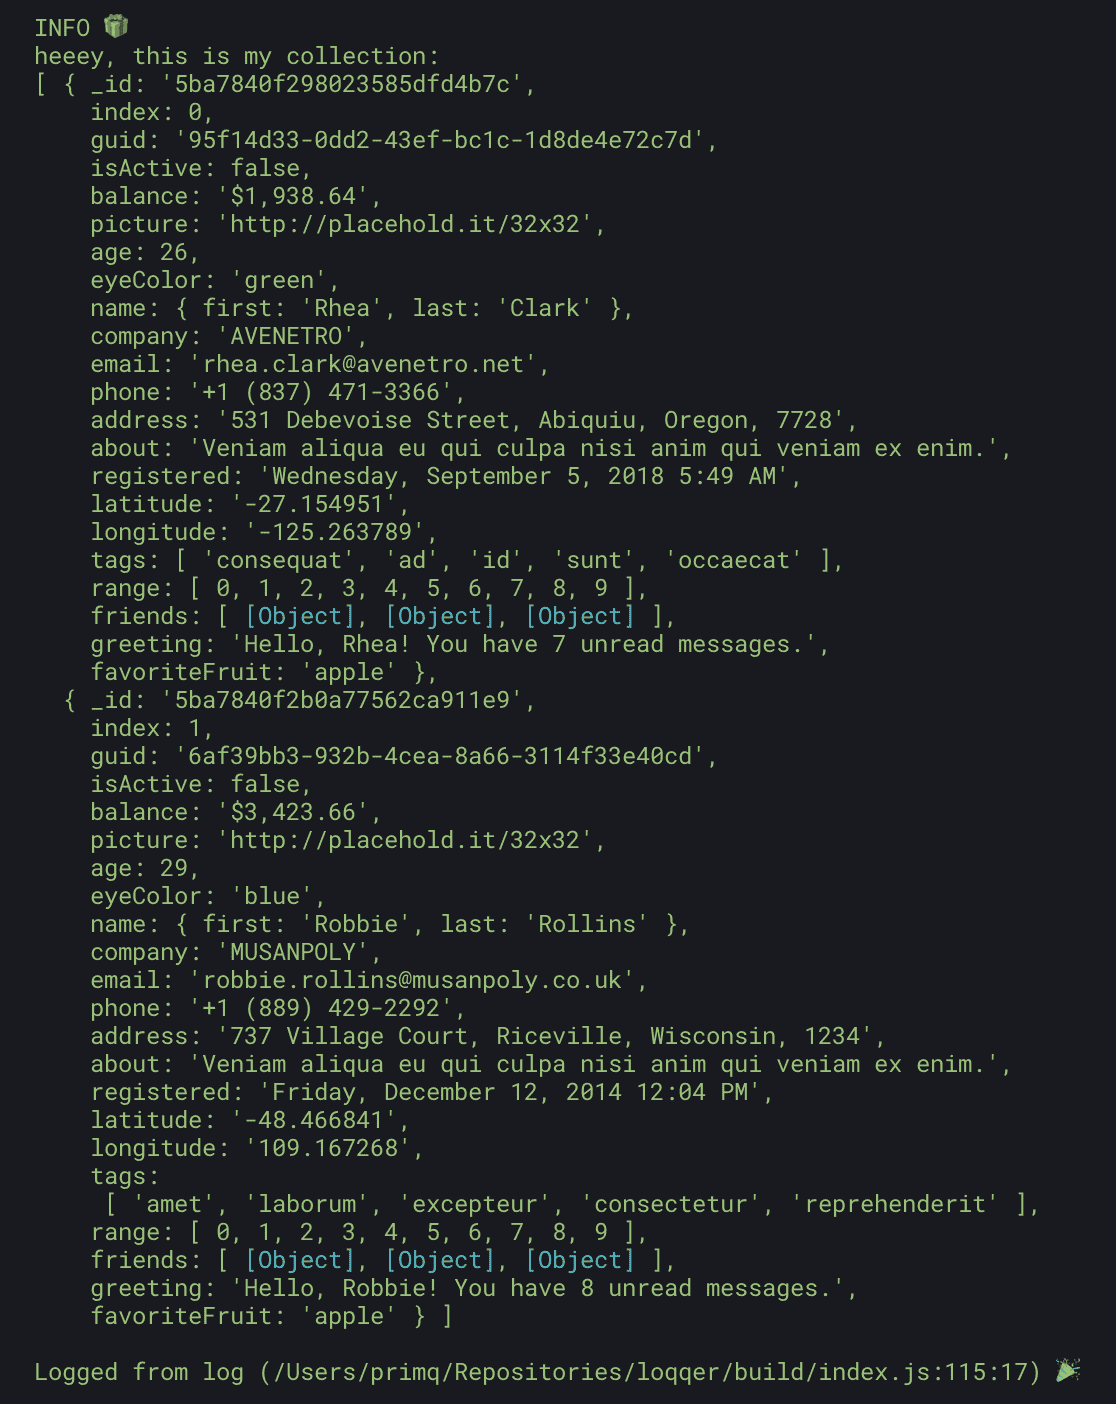 INFO 🎁
heeey, this is my collection:
[ { _id: '5ba7840f298023585dfd4b7c',
    index: 0,
    guid: '95f14d33-0dd2-43ef-bc1c-1d8de4e72c7d',
    isActive: false,
    balance: '$1,938.64',
    picture: 'http://placehold.it/32x32',
    age: 26,
    eyeColor: 'green',
    name: { first: 'Rhea', last: 'Clark' },
    company: 'AVENETRO',
    email: 'rhea.clark@avenetro.net',
    phone: '+1 (837) 471-3366',
    address: '531 Debevoise Street, Abiquiu, Oregon, 7728',
    about: 'Veniam aliqua eu qui culpa nisi anim qui veniam ex enim.',
    registered: 'Wednesday, September 5, 2018 5:49 AM',
    latitude: '-27.154951',
    longitude: '-125.263789',
    tags: [ 'consequat', 'ad', 'id', 'sunt', 'occaecat' ],
    range: [ 0, 1, 2, 3, 4, 5, 6, 7, 8, 9 ],
    friends: [ [Object], [Object], [Object] ],
    greeting: 'Hello, Rhea! You have 7 unread messages.',
    favoriteFruit: 'apple' },
  { _id: '5ba7840f2b0a77562ca911e9',
    index: 1,
    guid: '6af39bb3-932b-4cea-8a66-3114f33e40cd',
    isActive: false,
    balance: '$3,423.66',
    picture: 'http://placehold.it/32x32',
    age: 29,
    eyeColor: 'blue',
    name: { first: 'Robbie', last: 'Rollins' },
    company: 'MUSANPOLY',
    email: 'robbie.rollins@musanpoly.co.uk',
    phone: '+1 (889) 429-2292',
    address: '737 Village Court, Riceville, Wisconsin, 1234',
    about: 'Veniam aliqua eu qui culpa nisi anim qui veniam ex enim.',
    registered: 'Friday, December 12, 2014 12:04 PM',
    latitude: '-48.466841',
    longitude: '109.167268',
    tags:
     [ 'amet', 'laborum', 'excepteur', 'consectetur', 'reprehenderit' ],
    range: [ 0, 1, 2, 3, 4, 5, 6, 7, 8, 9 ],
    friends: [ [Object], [Object], [Object] ],
    greeting: 'Hello, Robbie! You have 8 unread messages.',
    favoriteFruit: 'apple' } ]
Logged from log (/Users/primq/Repositories/loqqer/build/index.js:115:17) 🎉